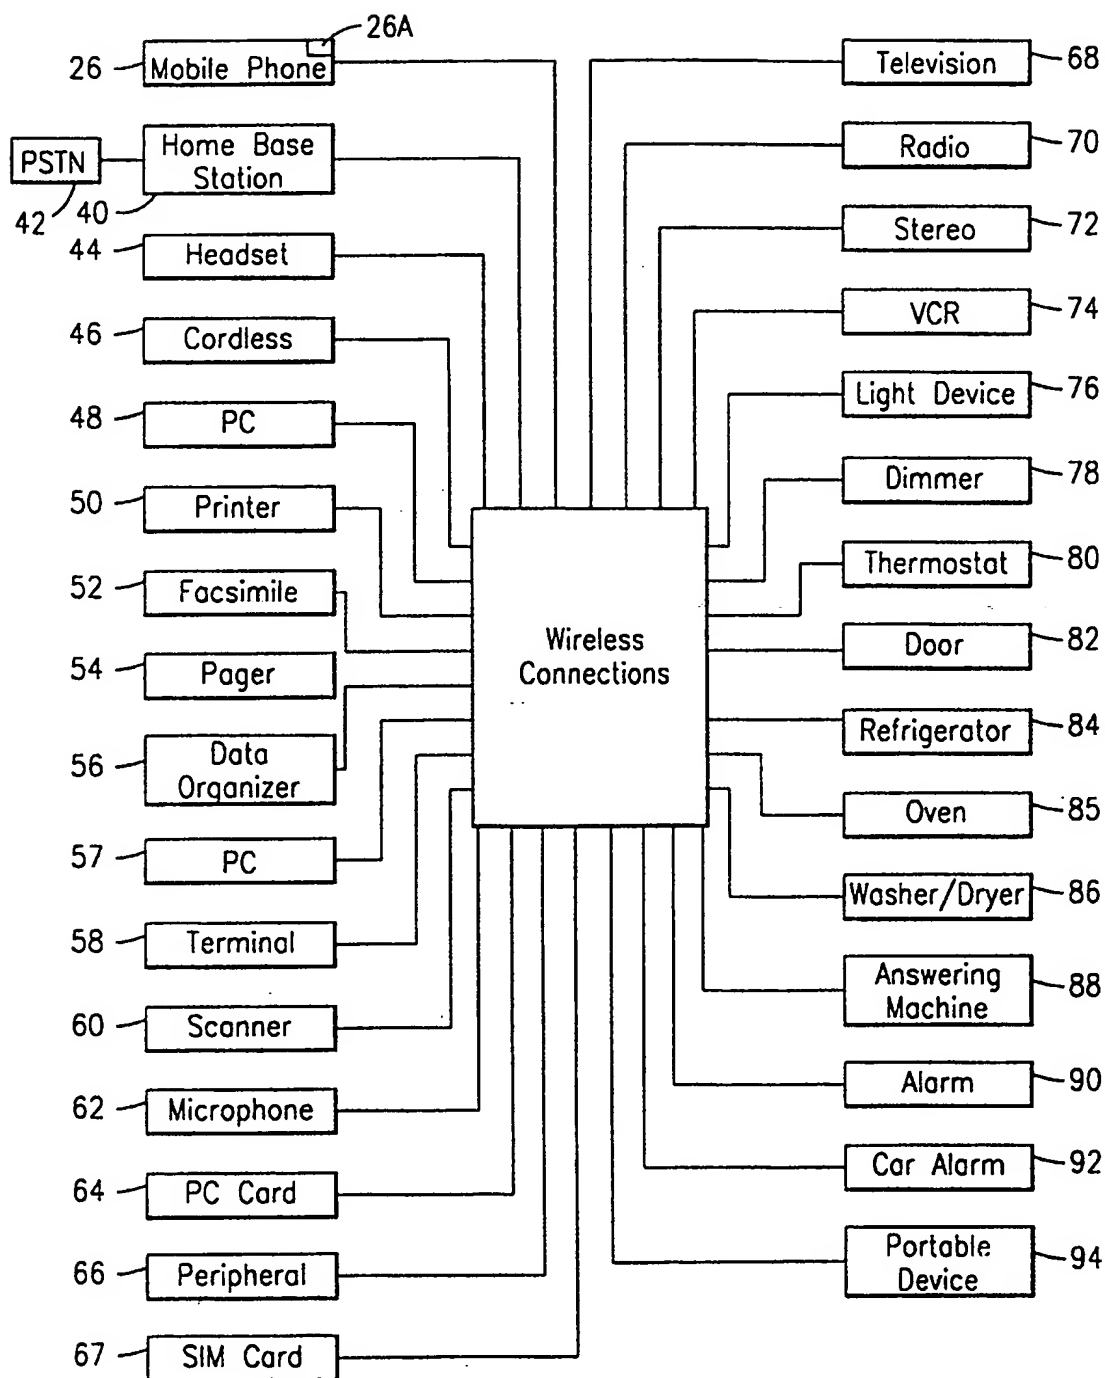 26A
26 Mobile Phone
PSTN
42
Home Base
Station
40
44 Headset
46 Cordless
48 PC
50 Printer
52 Facsimile
54 Pager
56 Data
Organizer
57 PC
58 Terminal
60 Scanner
62 Microphone
64 PC Card
66 Peripheral
67 SIM Card
Wireless
Connections
Television 68
Radio 70
Stereo 72
VCR 74
Light Device 76
Dimmer 78
Thermostat 80
Door 82
Refrigerator 84
Oven 85
Washer/Dryer 86
Answering
Machine 88
Alarm 90
Car Alarm 92
Portable
Device 94